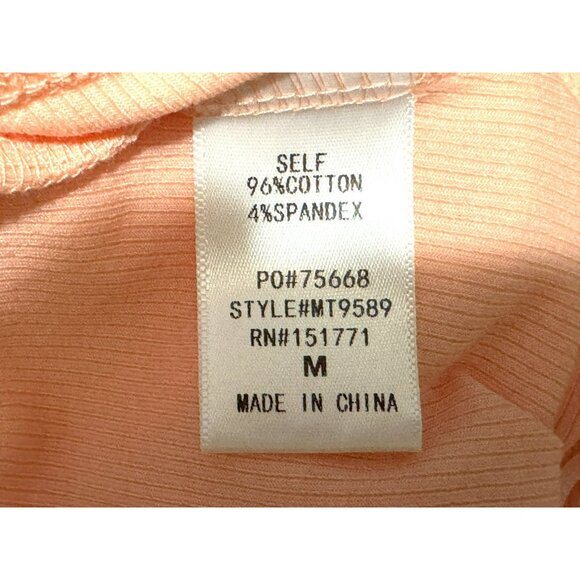 SELF
96%COTTON
4%SPANDEX
PO#75668
STYLE#MT9589
RN#151771
M
MADE IN CHINA